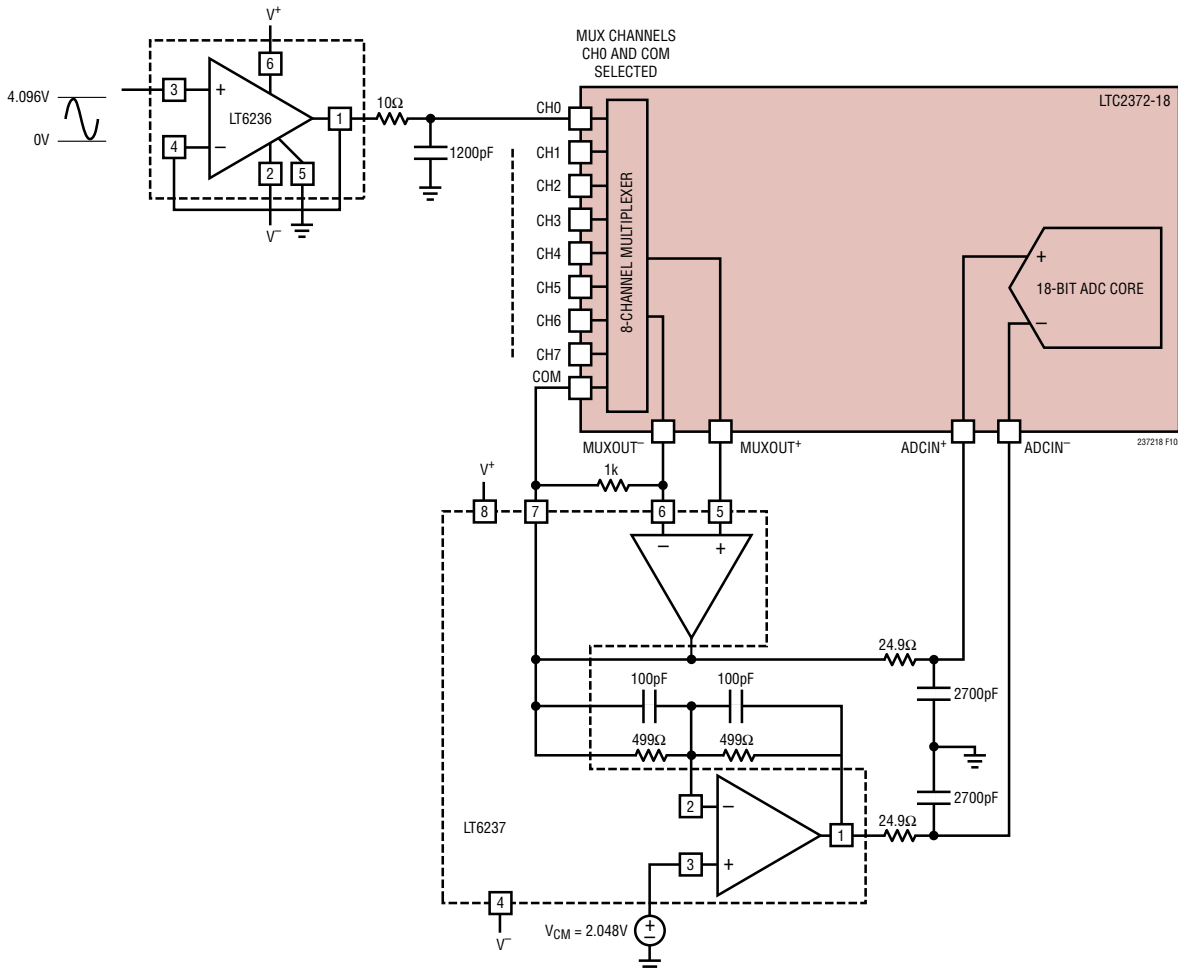 V+
MUX CHANNELS
CH0 AND COM
SELECTED
6
LTC2372-18
4.096V
0V
3
+
LT6236
1
10Ω
4
−
2
5
V−
1200pF
CH0
CH1
CH2
CH3
CH4
CH5
CH6
CH7
COM
8-CHANNEL MULTIPLEXER
+
18-BIT ADC CORE
−
MUXOUT−
MUXOUT+
ADCIN+
ADCIN−
237218 F10
V+
1k
8
7
6
5
−
+
24.9Ω
100pF
100pF
2700pF
499Ω
499Ω
2
−
2700pF
LT6237
1
24.9Ω
3
+
4
V−
VCM = 2.048V
+
−